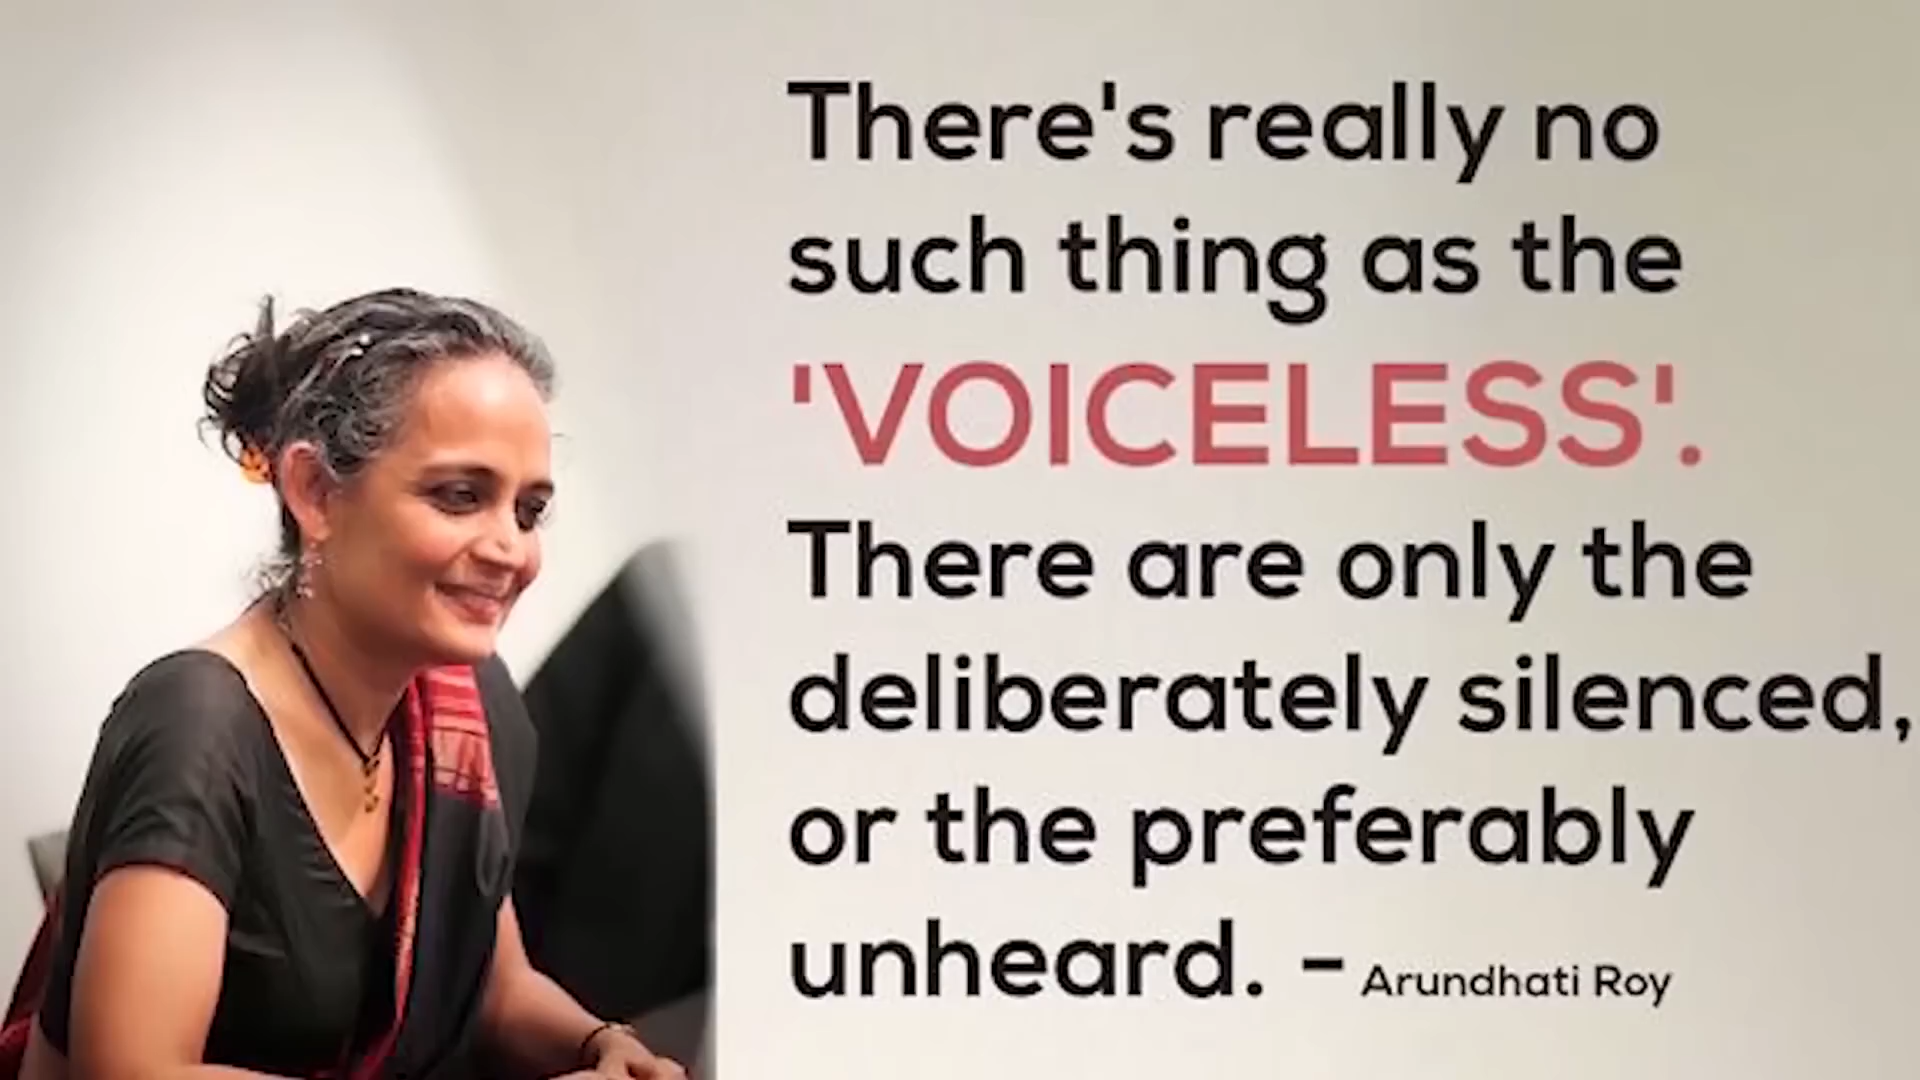 There's really no
such thing as the
'VOICELESS'.
There are only the
deliberately silenced,
or the preferably
unheard. - Arundhati Roy